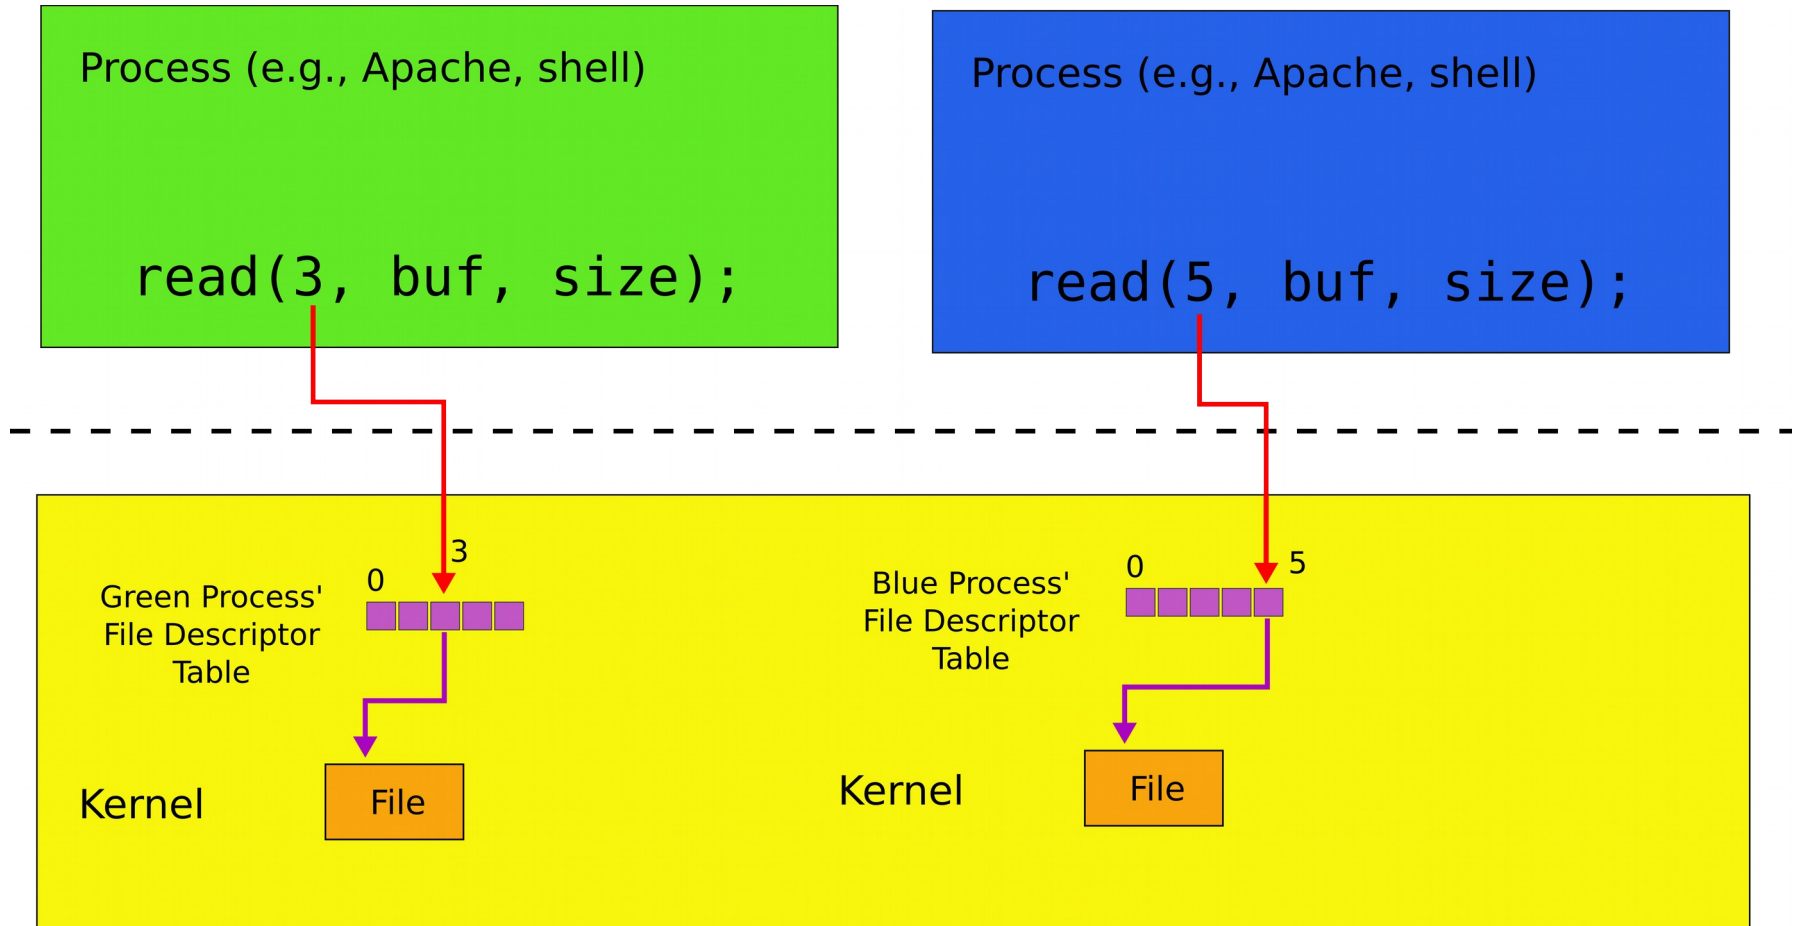 Process (e.g., Apache, shell)
read(3, buf, size);
Process (e.g., Apache, shell)
read(5, buf, size);
0
3
Green Process'
File Descriptor
Table
Kernel
File
0
5
Blue Process'
File Descriptor
Table
Kernel
File